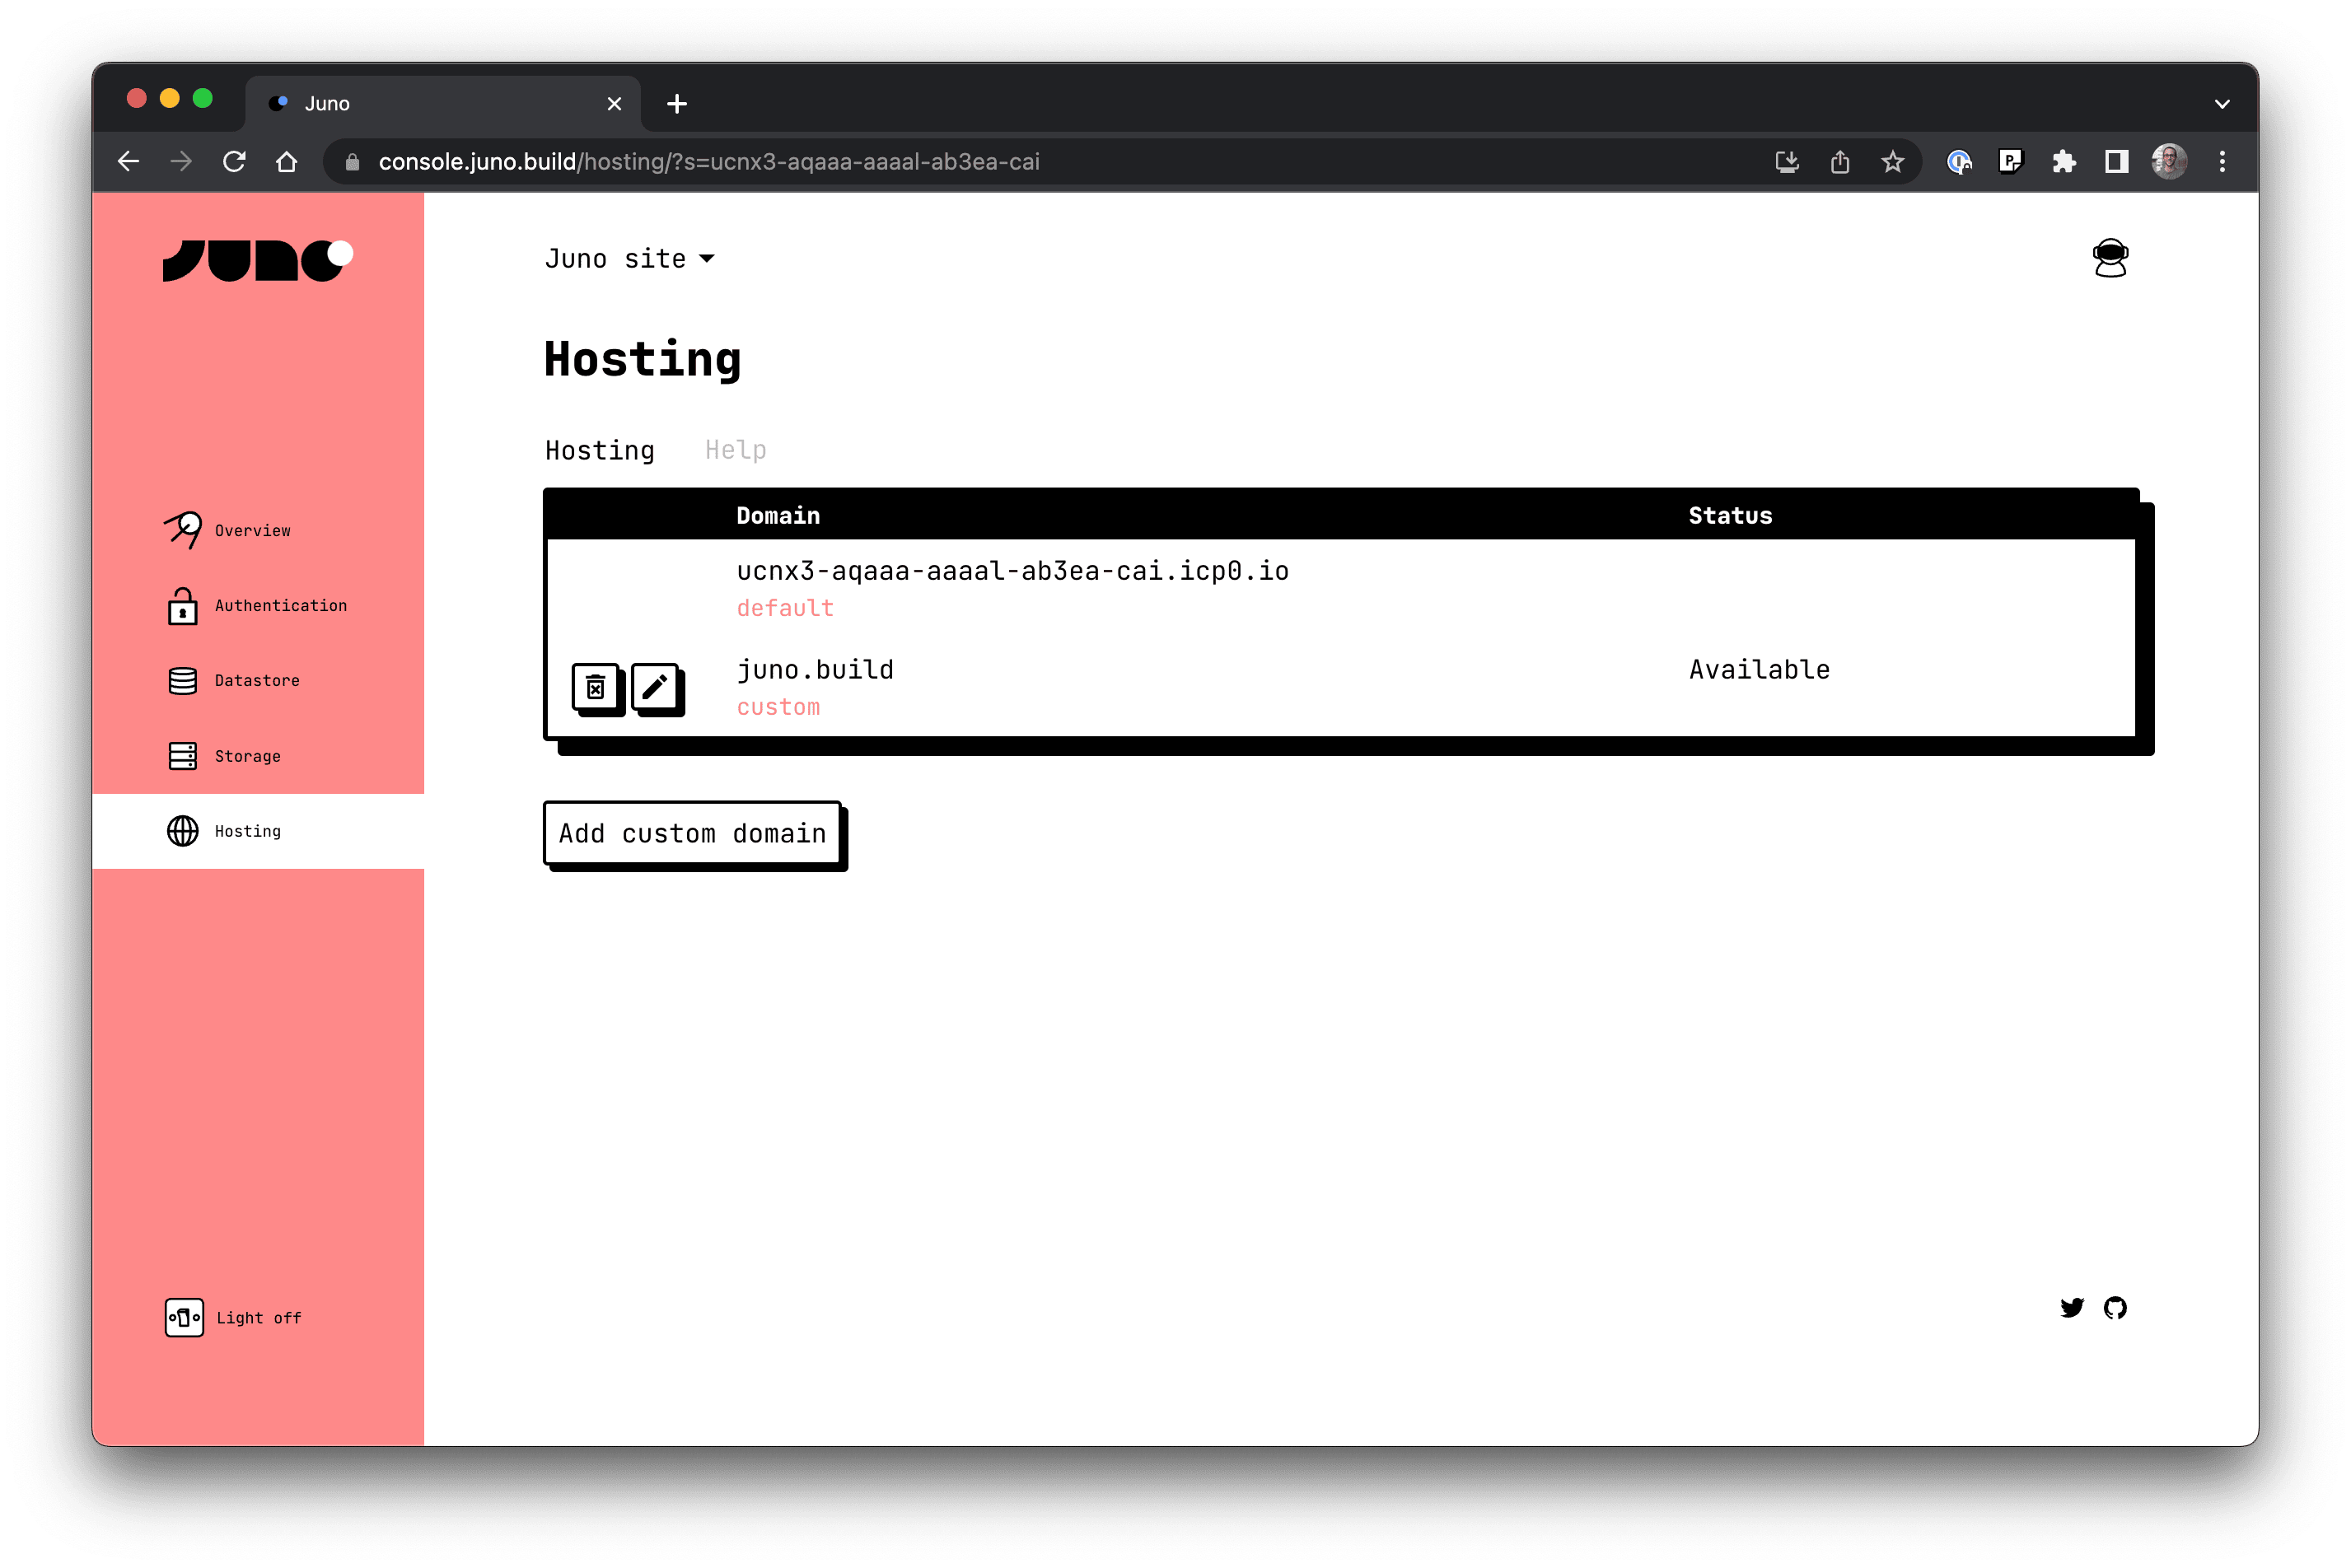 Juno
console.juno.build/hosting/?s=ucnx3-aqaaa-aaaal-ab3ea-cai
JUNO
Juno site
Hosting
Hosting Help
Domain Status
ucnx3-aqaaa-aaaal-ab3ea-cai.icp0.io
default
juno.build Available
custom
Add custom domain
Overview
Authentication
Datastore
Storage
Hosting
Light off